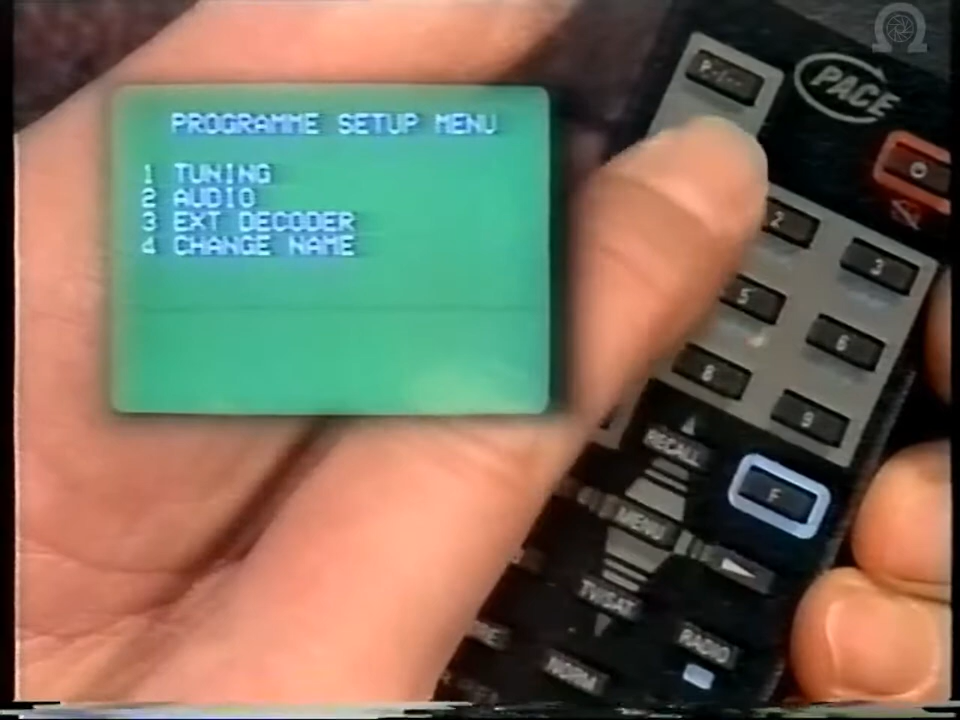 PROGRAMME SETUP MENU
1 TUNING
2 AUDIO
3 EXT DECODER
4 CHANGE NAME
PACE
2
3
5
6
8
9
RECALL
F
MENU
TV/SAT
RADIO
NORM